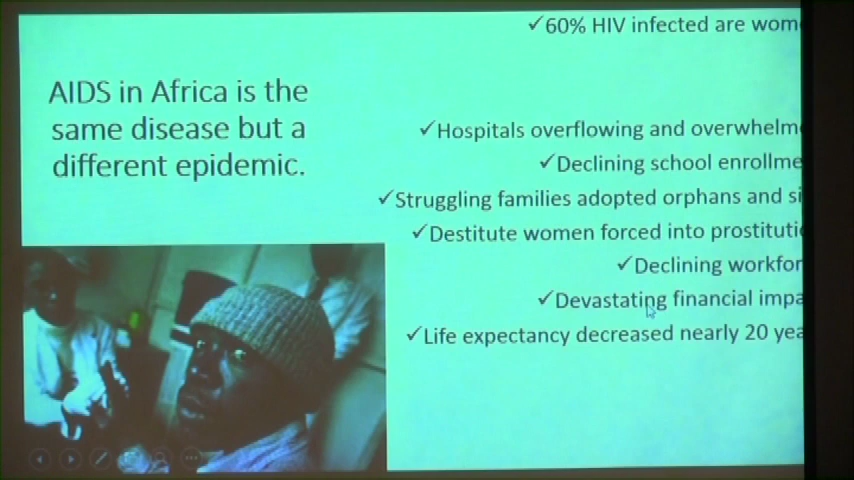 AIDS in Africa is the
same disease but a
different epidemic.
✓60% HIV infected are wom
✓Hospitals overflowing and overwhelm
✓Declining school enrollme
✓Struggling families adopted orphans and si
✓Destitute women forced into prostituti
✓Declining workfor
✓Devastating financial impa
✓Life expectancy decreased nearly 20 yea